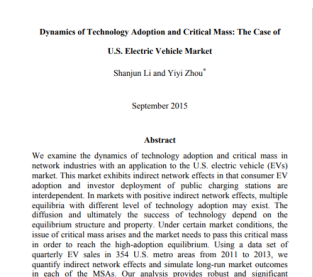 Dynamics of Technology Adoption and Critical Mass: The Case of
U.S. Electric Vehicle Market
Shanjun Li and Yiyi Zhou*
September 2015
Abstract
We examine the dynamics of technology adoption and critical mass in
network industries with an application to the U.S. electric vehicle (EVs)
market. This market exhibits indirect network effects in that consumer EV
adoption and investor deployment of public charging stations are
interdependent. In markets with positive indirect network effects, multiple
equilibria with different level of technology adoption may exist. The
diffusion and ultimately the success of technology depend on the
equilibrium structure and property. Under certain market conditions, the
issue of critical mass arises and the market needs to pass this critical mass
in order to reach the high-adoption equilibrium. Using a data set of
quarterly EV sales in 354 U.S. metro areas from 2011 to 2013, we
quantify indirect network effects and simulate long-run market outcomes
in each of the MSAs. Our analysis provides robust and significant